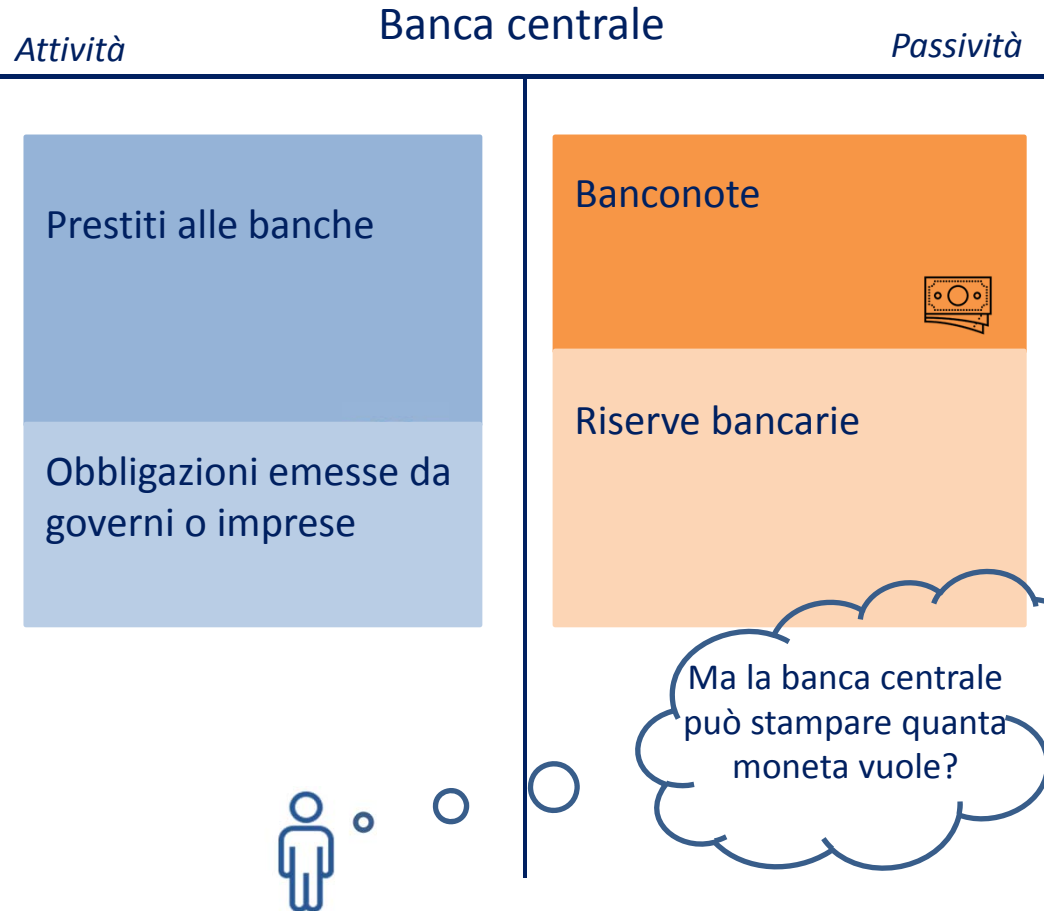 Banca centrale
Attività
Passività
Prestiti alle banche
Obbligazioni emesse da
governi o imprese
Banconote
Riserve bancarie
Ma la banca centrale
può stampare quanta
moneta vuole?